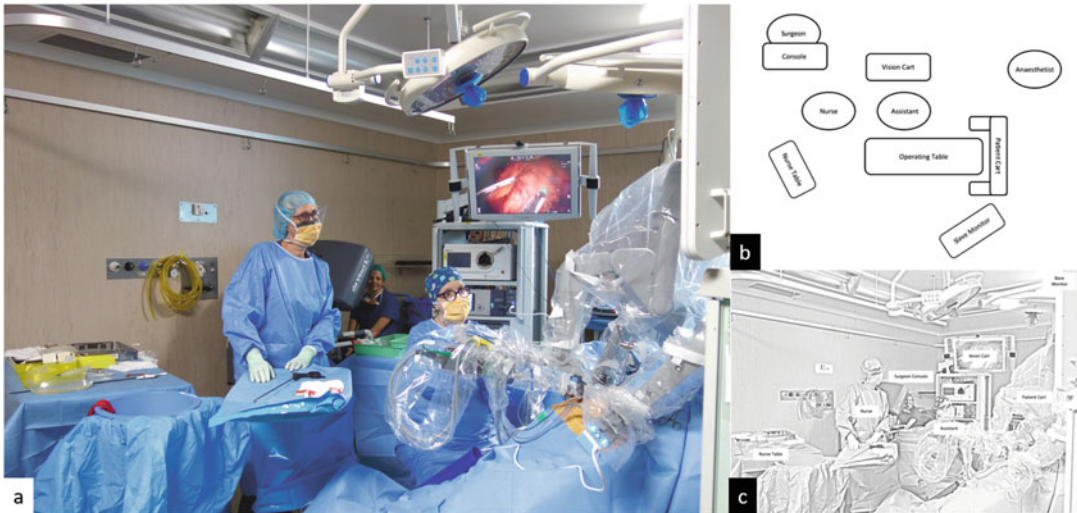 a
Surgeon
Console
Vision Cart
Anaesthetist
Nurse
Assistant
Operating Table
Patient Cart
Nurse Table
Slave Monitor
b
Slave
Monitor
Vision Cart
Surgeon Console
Patient Cart
Nurse
Assistant
Nurse Table
c